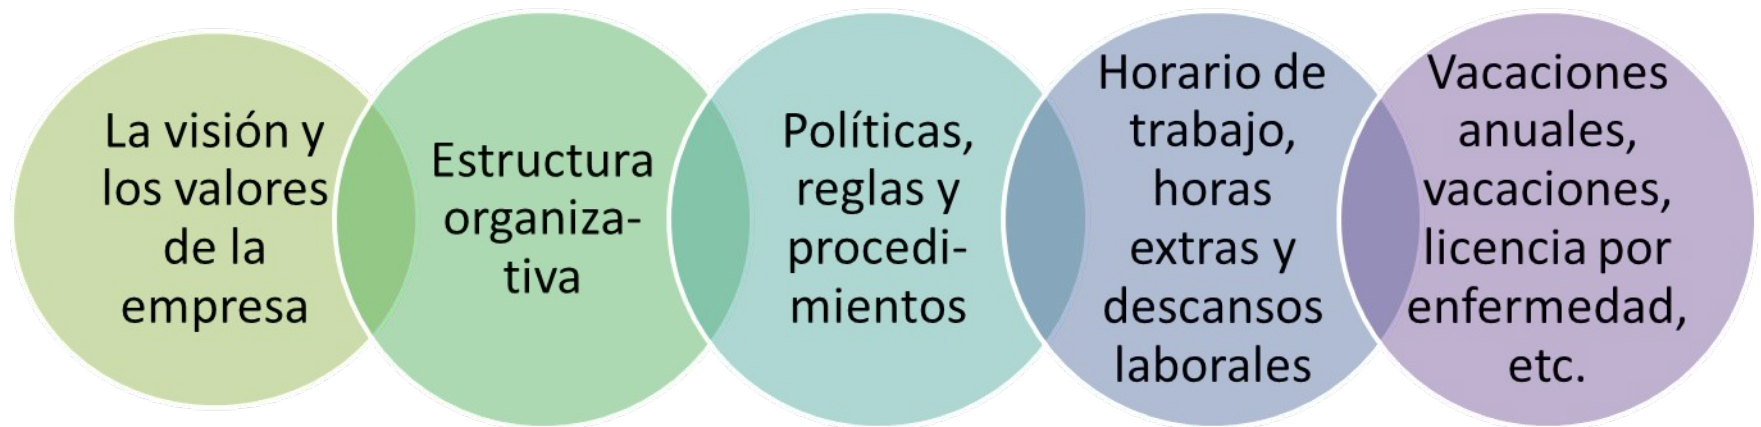 La visión y
los valores
de la
empresa
Estructura
organiza-
tiva
Políticas,
reglas y
procedi-
mientos
Horario de
trabajo,
horas
extras y
descansos
laborales
Vacaciones
anuales,
vacaciones,
licencia por
enfermedad,
etc.